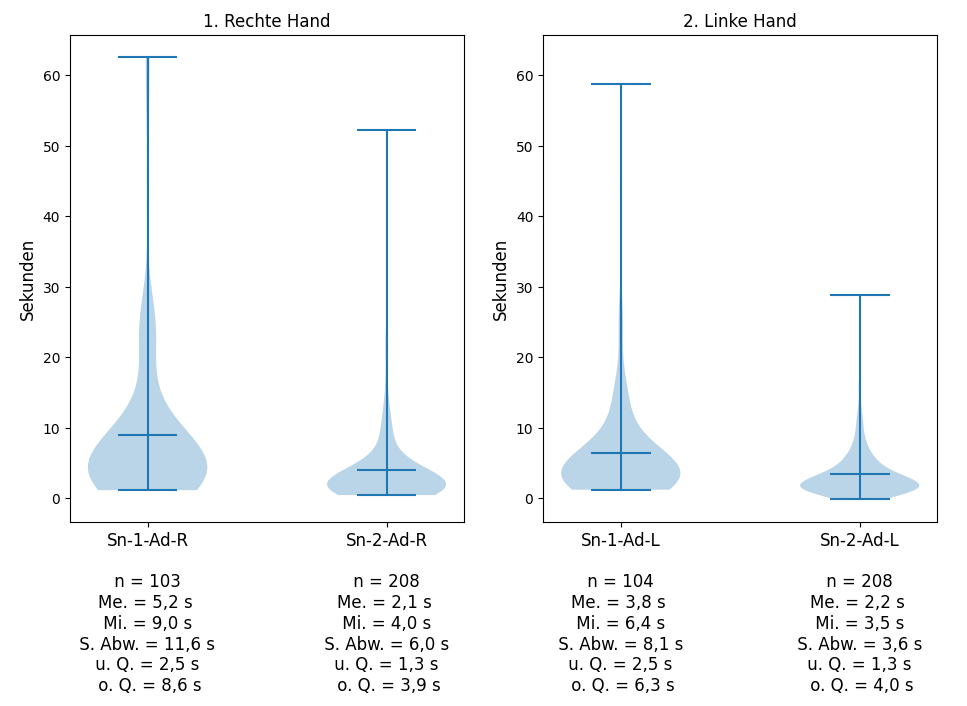 1. Rechte Hand
Sekunden
60
50
40
30
20
10
0
Sn-1-Ad-R
Sn-2-Ad-R
n = 103
Me. = 5,2 s
Mi. = 9,0 s
S. Abw. = 11,6 s
u. Q. = 2,5 s
o. Q. = 8,6 s
n = 208
Me. = 2,1 s
Mi. = 4,0 s
S. Abw. = 6,0 s
u. Q. = 1,3 s
o. Q. = 3,9 s
2. Linke Hand
Sekunden
60
50
40
30
20
10
0
Sn-1-Ad-L
Sn-2-Ad-L
n = 104
Me. = 3,8 s
Mi. = 6,4 s
S. Abw. = 8,1 s
u. Q. = 2,5 s
o. Q. = 6,3 s
n = 208
Me. = 2,2 s
Mi. = 3,5 s
S. Abw. = 3,6 s
u. Q. = 1,3 s
o. Q. = 4,0 s